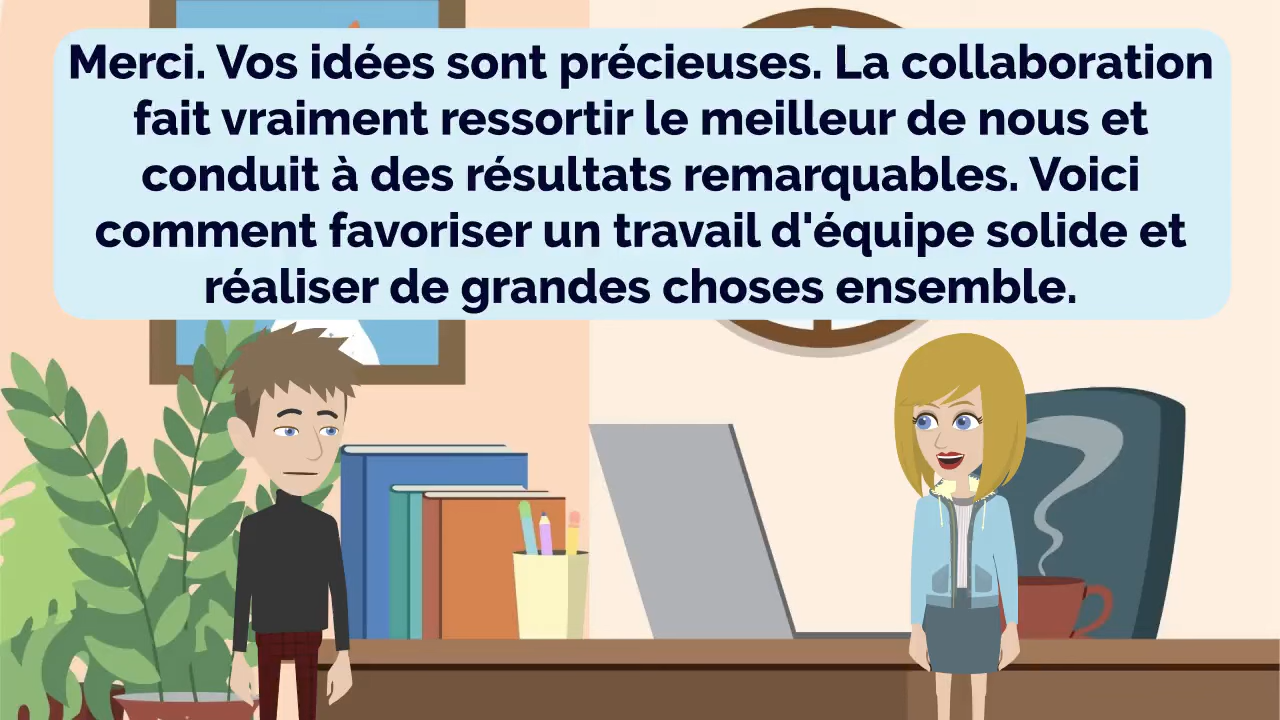 Merci. Vos idées sont précieuses. La collaboration
fait vraiment ressortir le meilleur de nous et
conduit à des résultats remarquables. Voici
comment favoriser un travail d'équipe solide et
réaliser de grandes choses ensemble.